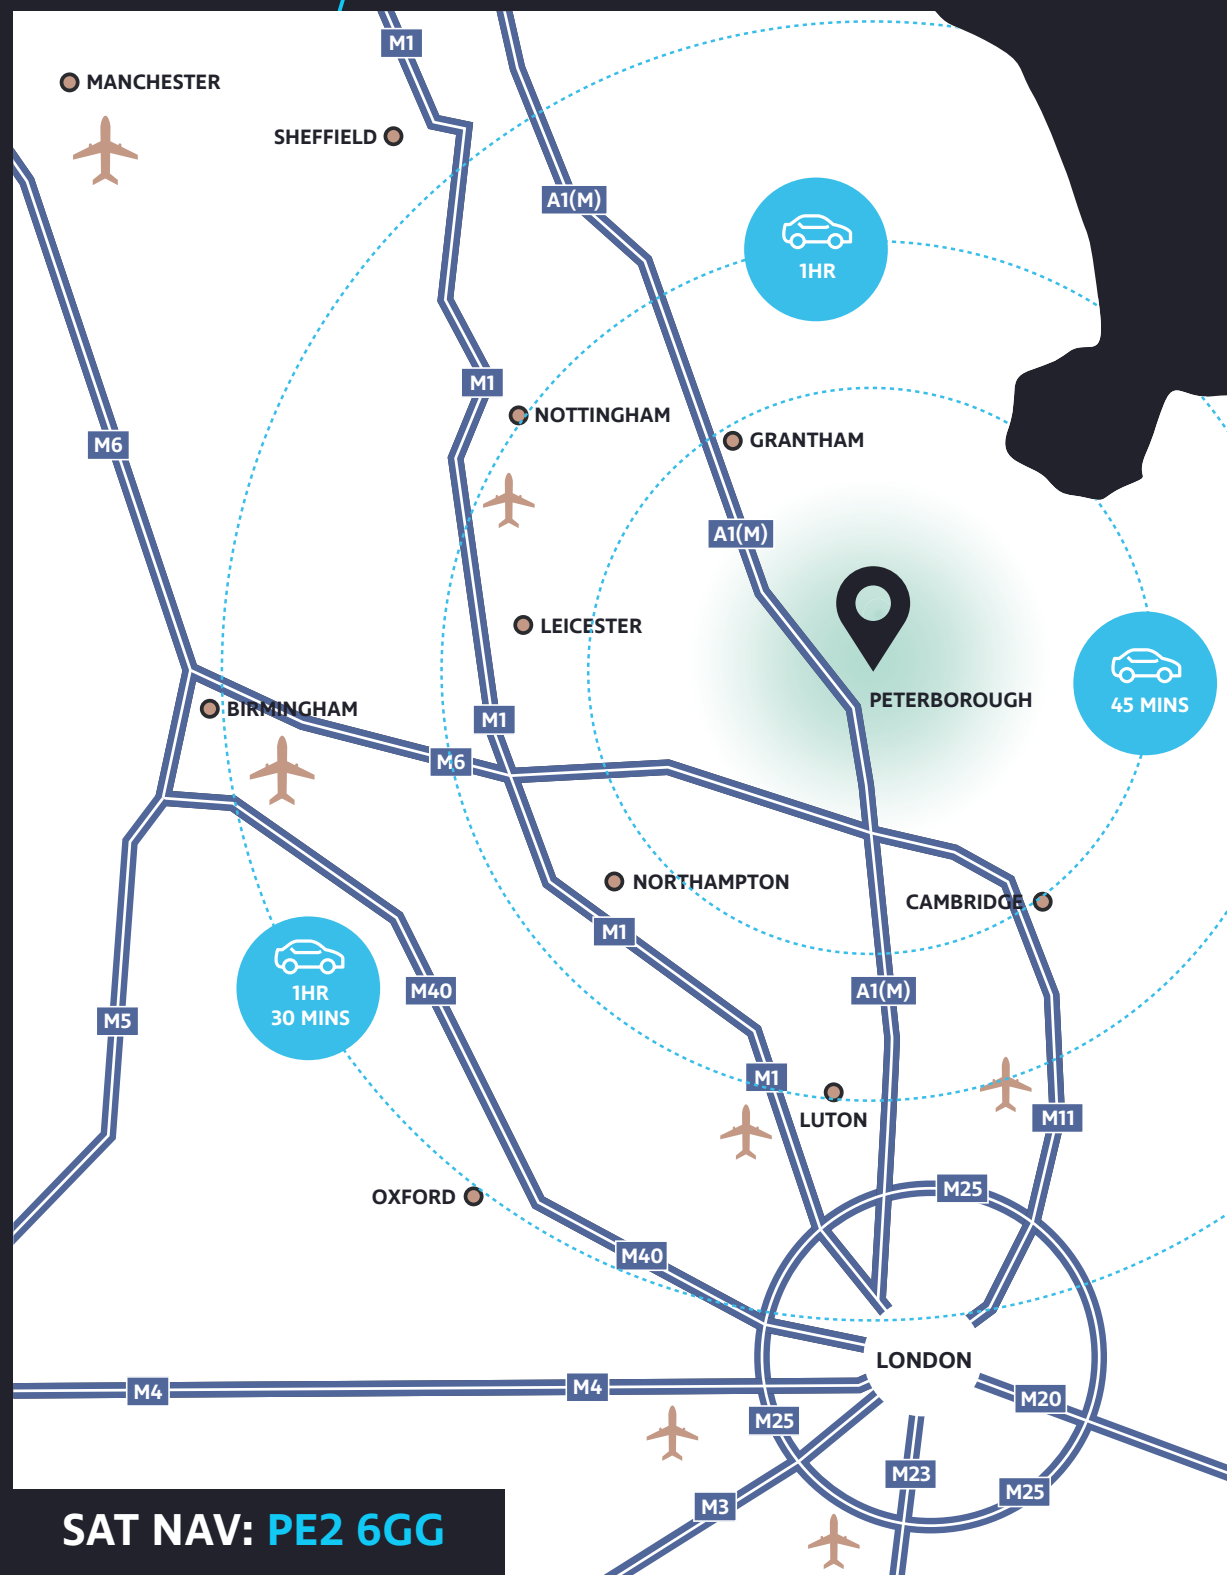 M1
MANCHESTER
SHEFFIELD
A1(M)
1HR
M1
NOTTINGHAM
GRANTHAM
M6
A1(M)
LEICESTER
PETERBOROUGH
45 MINS
BIRMINGHAM
M1
M6
NORTHAMPTON
CAMBRIDGE
M1
M40
A1(M)
1HR
30 MINS
M5
M1
LUTON
M11
M25
OXFORD
M40
LONDON
M4
M4
M20
M25
M23
M25
M3
SAT NAV: PE2 6GG